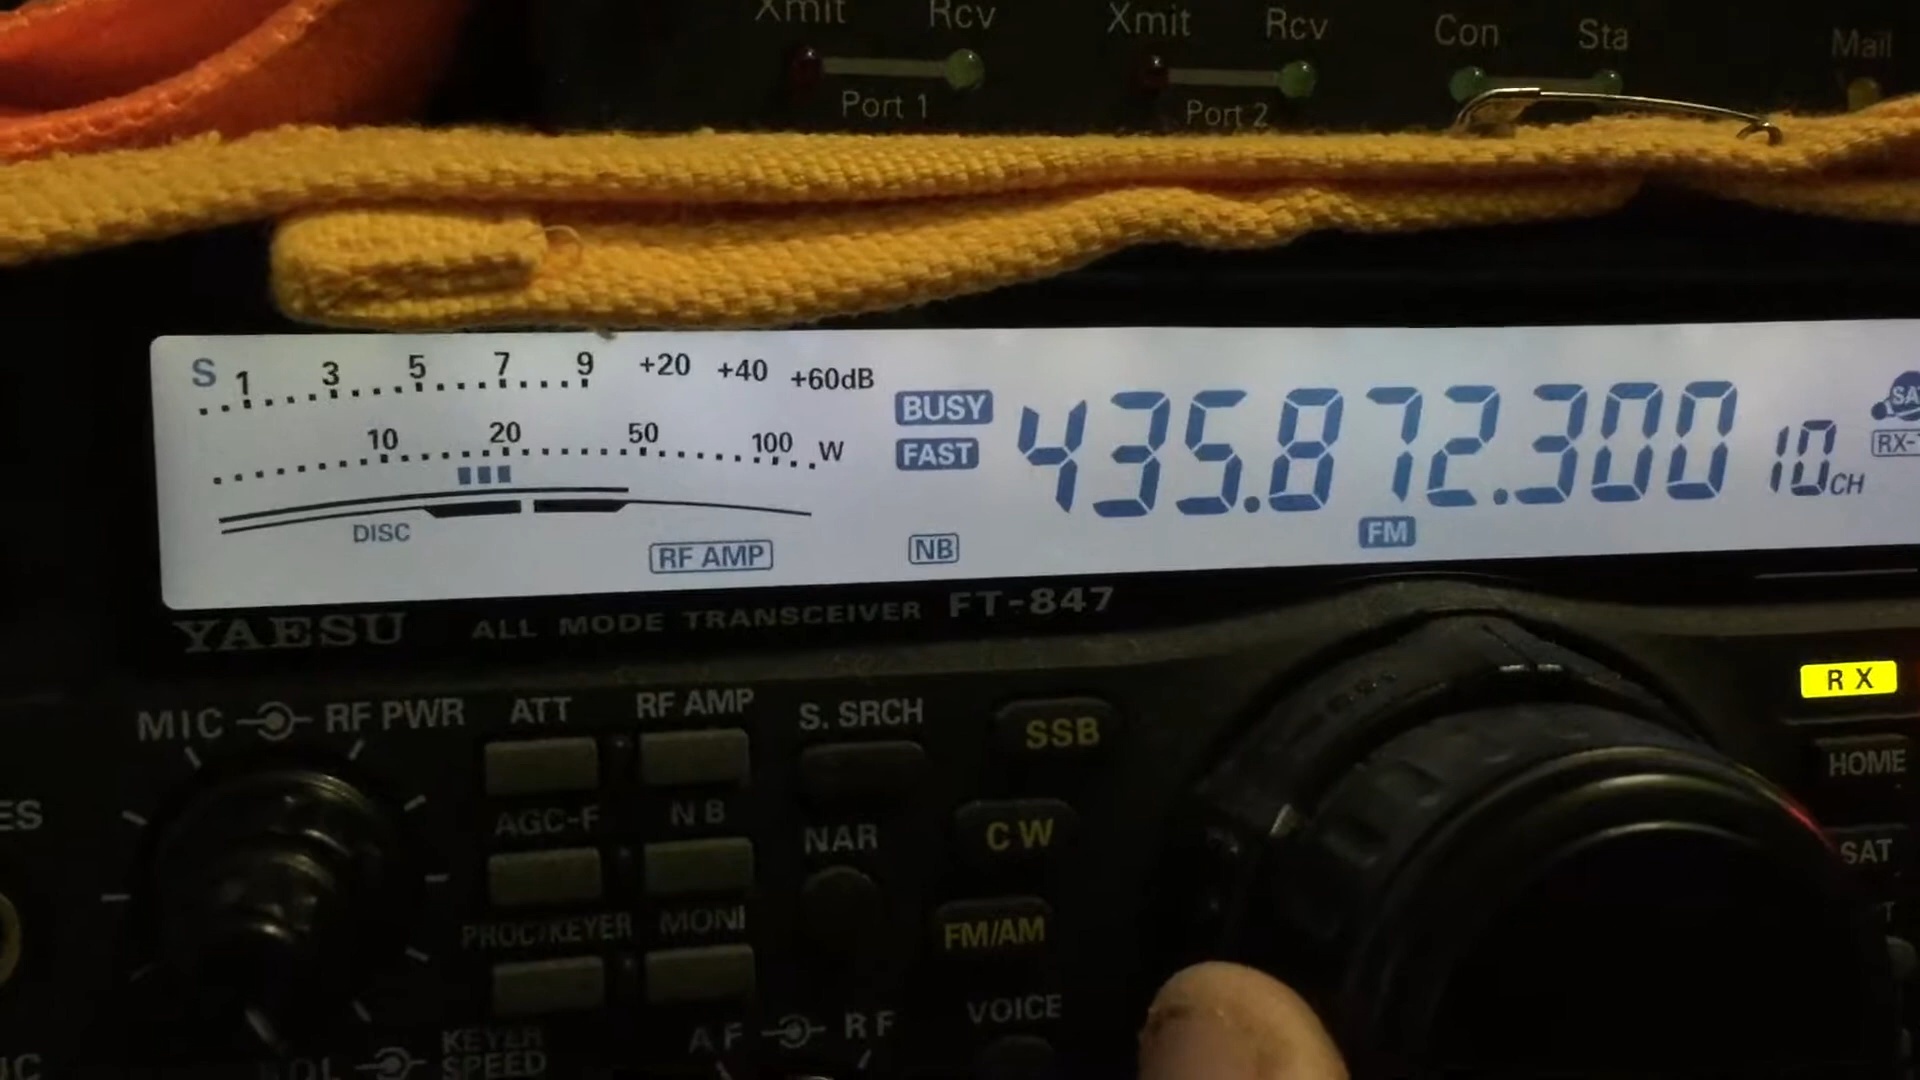 Xmit Rcv Xmit Rcv Con Sta Mail
Port 1 Port 2
S 1 3 5 7 9 +20 +40 +60dB
10 20 50 100 W
DISC
RF AMP
BUSY
FAST
NB
435.872.300
FM
10CH
SAT
RX
YAESU ALL MODE TRANSCEIVER FT-847
MIC RF PWR
ATT RF AMP S. SRCH SSB RX
AGC-F NB NAR CW HOME
PROC/KEYER MONI FM/AM SAT
KEYER SPEED
AF RF
VOICE